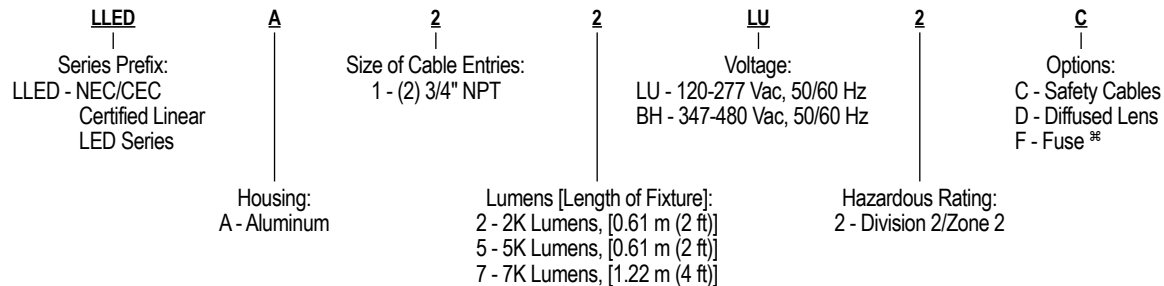 LLED A 2 2 LU 2 C
Series Prefix:
LLED - NEC/CEC
Certified Linear
LED Series
Size of Cable Entries:
1 - (2) 3/4" NPT
Voltage:
LU - 120-277 Vac, 50/60 Hz
BH - 347-480 Vac, 50/60 Hz
Options:
C - Safety Cables
D - Diffused Lens
F - Fuse ⌘
Housing:
A - Aluminum
Lumens [Length of Fixture]:
2 - 2K Lumens, [0.61 m (2 ft)]
5 - 5K Lumens, [0.61 m (2 ft)]
7 - 7K Lumens, [1.22 m (4 ft)]
Hazardous Rating:
2 - Division 2/Zone 2